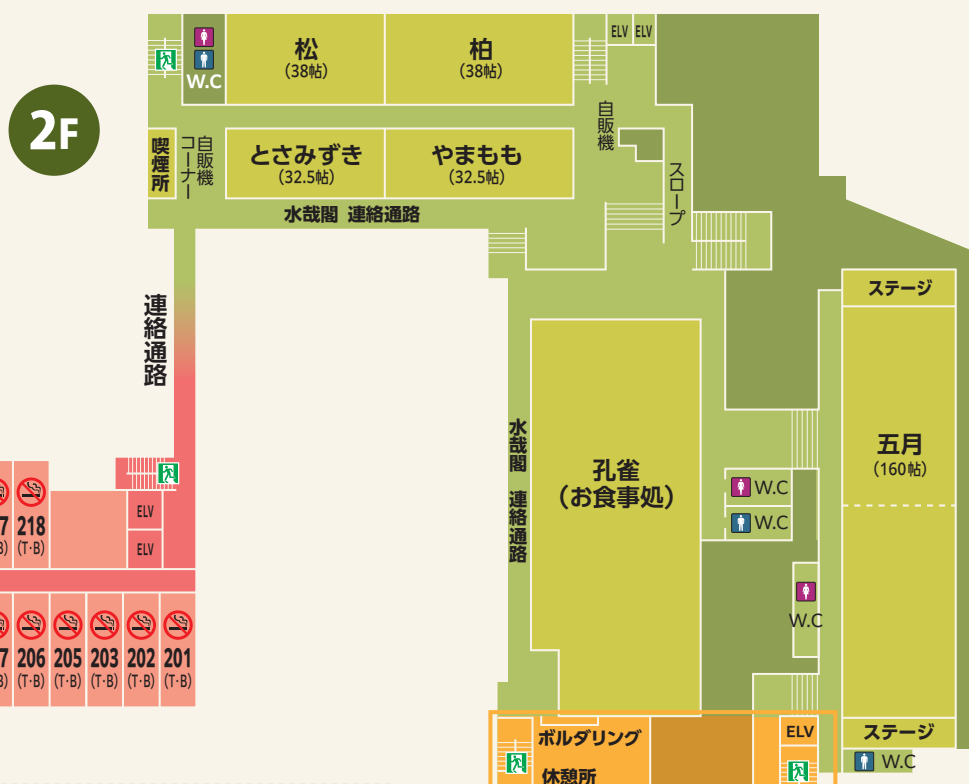 2F
W.C
松
(38帖)
柏
(38帖)
ELV
ELV
喫煙所
自販機
コーナー
とさみずき
(32.5帖)
やまもも
(32.5帖)
自販機
スロープ
水哉閣 連絡通路
連絡通路
ステージ
五月
(160帖)
ステージ
水哉閣 連絡通路
孔雀
(お食事処)
W.C
W.C
W.C
W.C
ELV
ELV
7
B)
218
(T·B)
7
B)
206
(T·B)
205
(T·B)
203
(T·B)
202
(T·B)
201
(T·B)
ボルダリング
休憩所
ELV